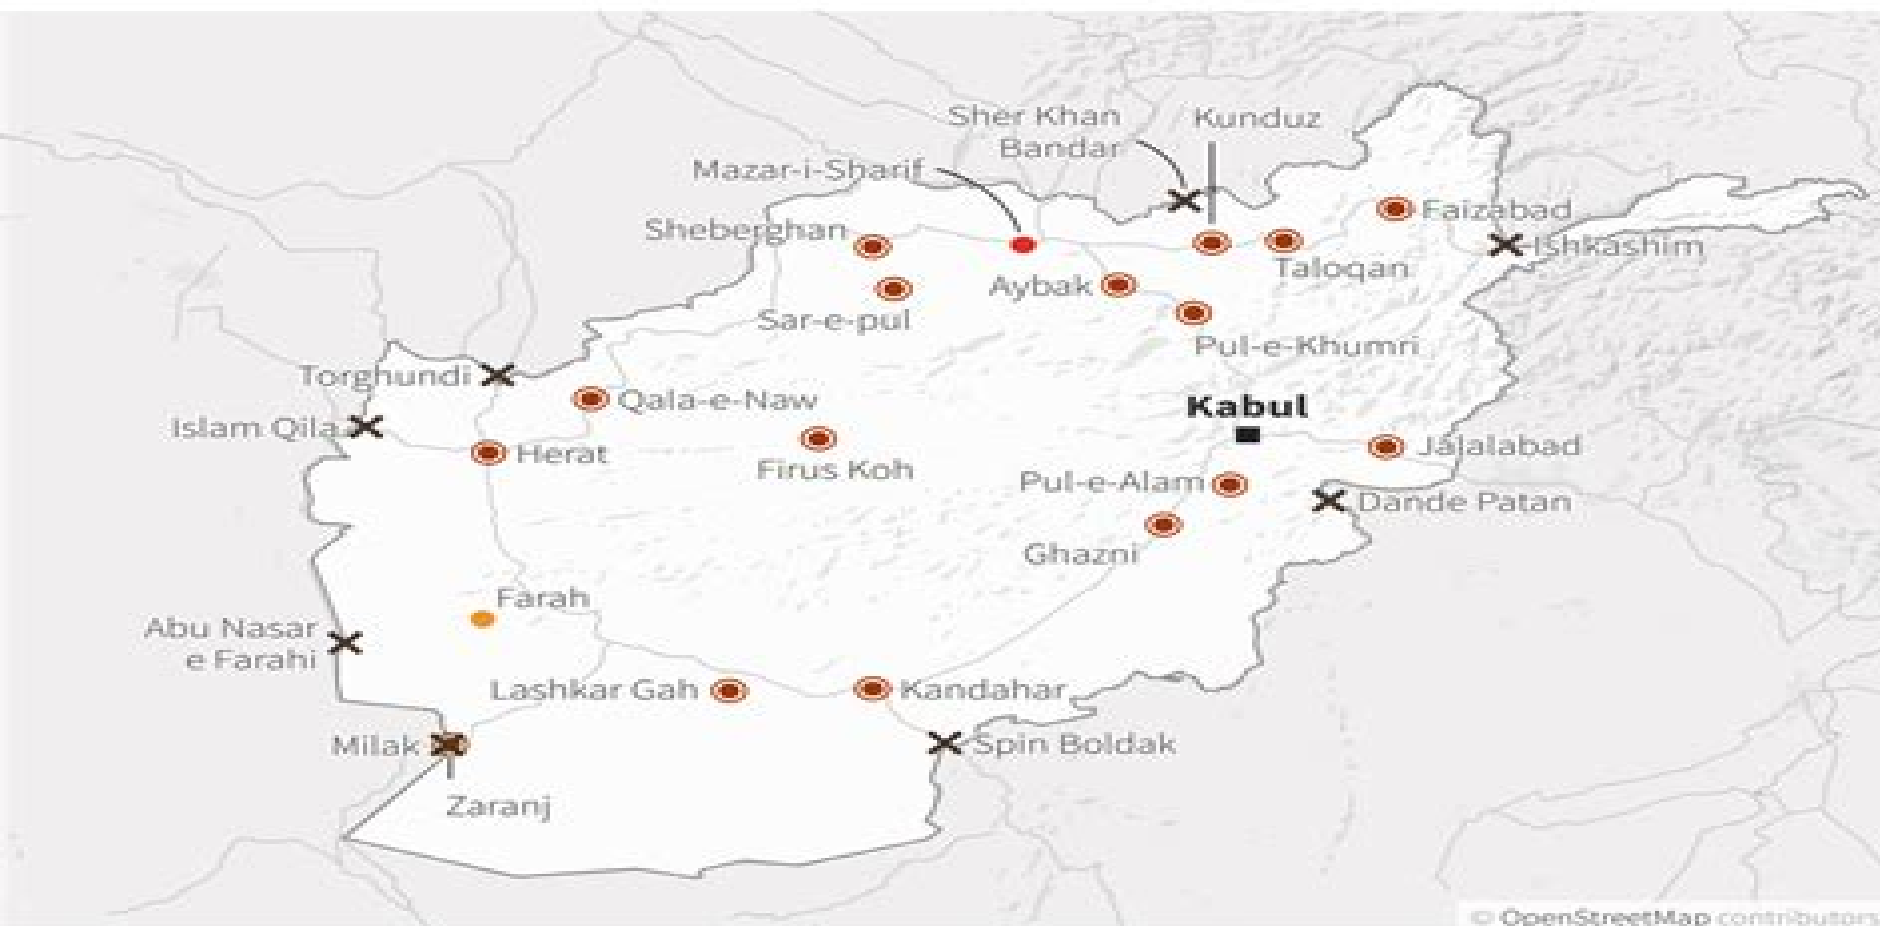 Sher Khan
Bandar
Kunduz
Mazar-i-Sharif
Sheberghan
Faizabad
Ishkashim
Taloqan
Aybak
Sar-e-pul
Pul-e-Khumri
Torghundi
Qala-e-Naw
Kabul
Islam Qila
Herat
Firus Koh
Jalalabad
Pul-e-Alam
Dande Patan
Ghazni
Farah
Abu Nasar
e Farahi
Lashkar Gah
Kandahar
Milak
Spin Boldak
Zaranj
© OpenStreetMap contributors